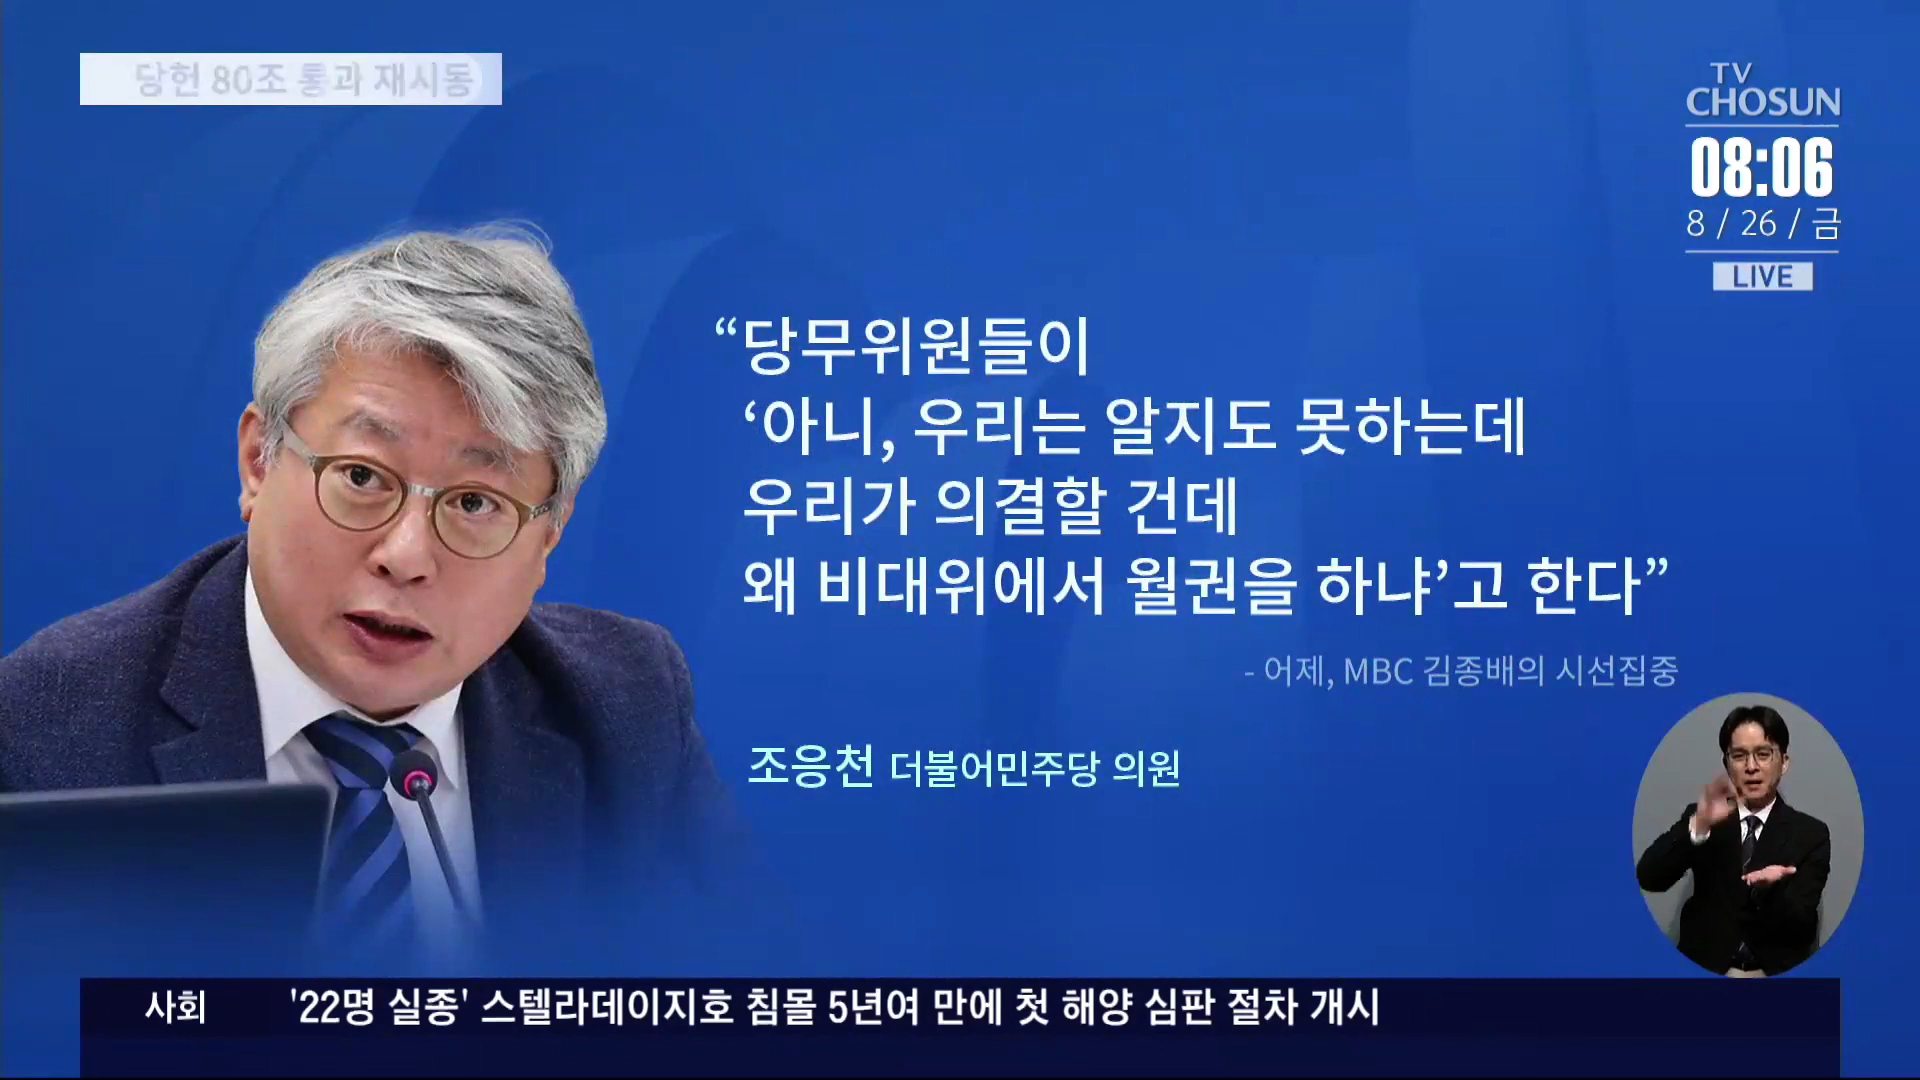 당헌 80조 통과 재시동
TV
CHOSUN
08:06
8 / 26 / 금
LIVE
“당무위원들이
‘아니, 우리는 알지도 못하는데
우리가 의결할 건데
왜 비대위에서 월권을 하냐’고 한다”
- 어제, MBC 김종배의 시선집중
조응천 더불어민주당 의원
사회 '22명 실종' 스텔라데이지호 침몰 5년여 만에 첫 해양 심판 절차 개시